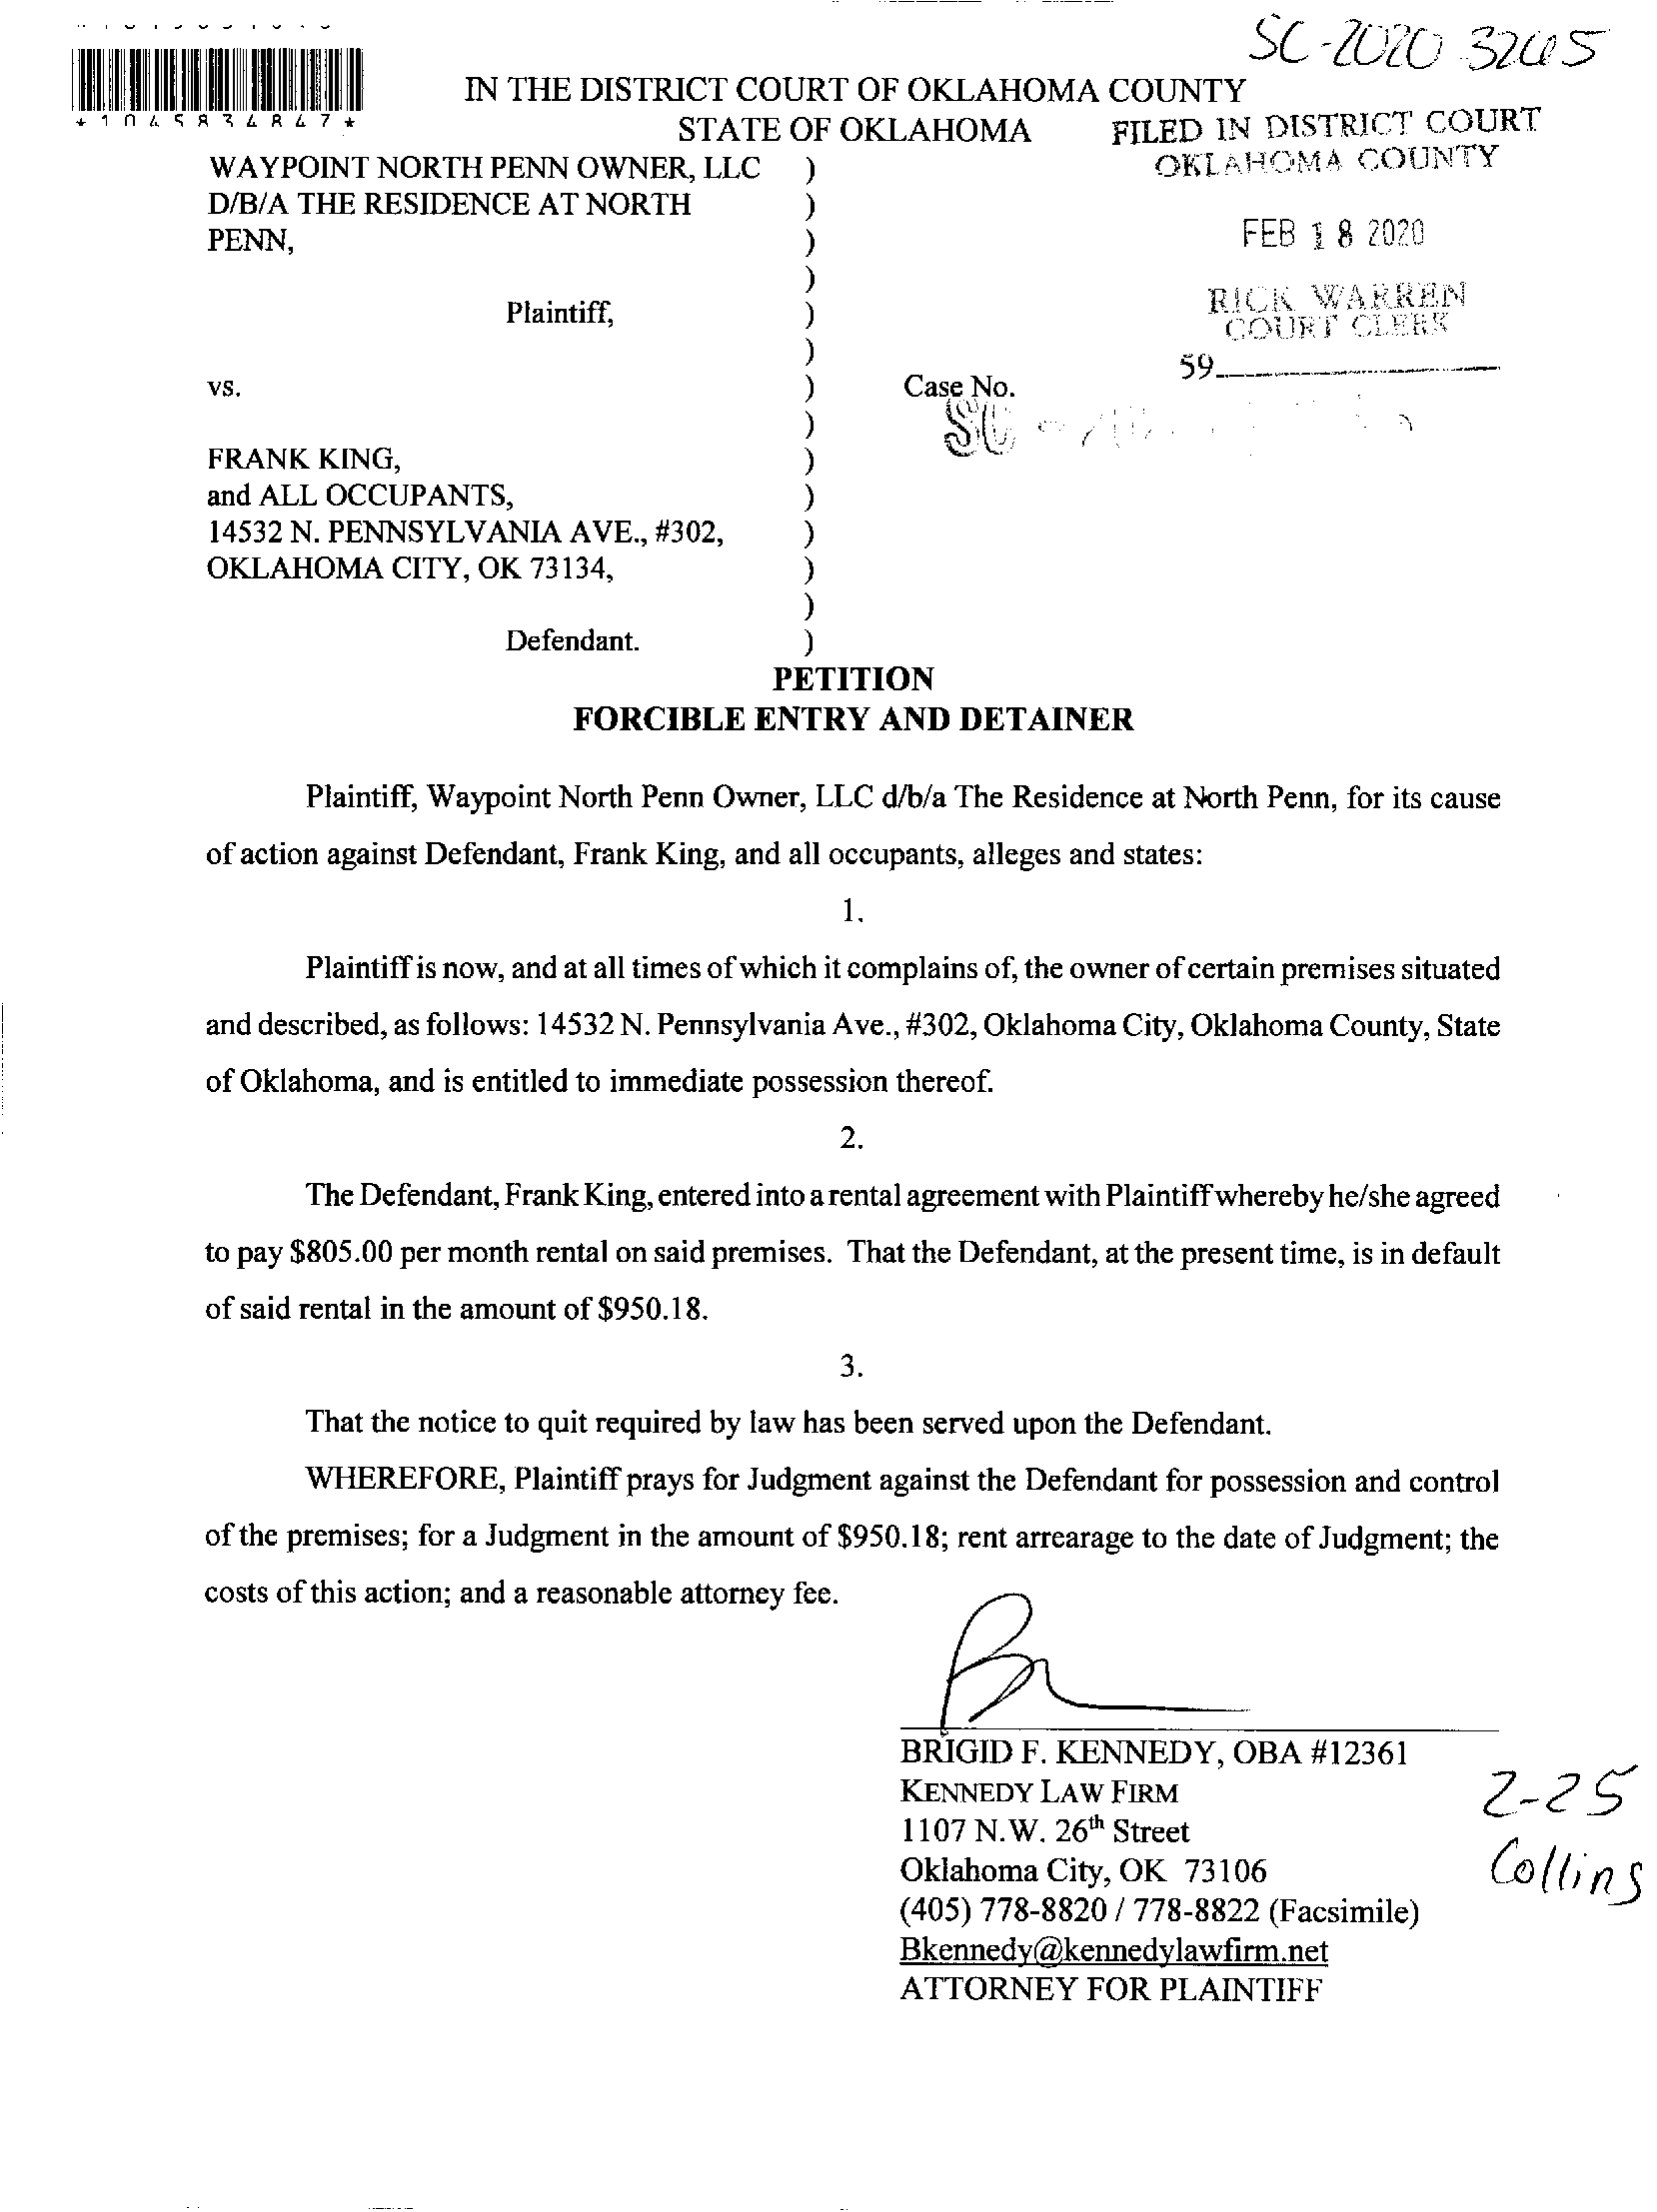 SC-2020 3265
*1045834847*
IN THE DISTRICT COURT OF OKLAHOMA COUNTY
STATE OF OKLAHOMA
FILED IN DISTRICT COURT
OKLAHOMA COUNTY
FEB 18 2020
RICK WARREN
COURT CLERK
59
WAYPOINT NORTH PENN OWNER, LLC )
D/B/A THE RESIDENCE AT NORTH )
PENN, )
)
Plaintiff, )
)
vs. ) Case No.
) SC -
FRANK KING, )
and ALL OCCUPANTS, )
14532 N. PENNSYLVANIA AVE., #302, )
OKLAHOMA CITY, OK 73134, )
)
Defendant. )
PETITION
FORCIBLE ENTRY AND DETAINER
Plaintiff, Waypoint North Penn Owner, LLC d/b/a The Residence at North Penn, for its cause
of action against Defendant, Frank King, and all occupants, alleges and states:
1.
Plaintiff is now, and at all times of which it complains of, the owner of certain premises situated
and described, as follows: 14532 N. Pennsylvania Ave., #302, Oklahoma City, Oklahoma County, State
of Oklahoma, and is entitled to immediate possession thereof.
2.
The Defendant, Frank King, entered into a rental agreement with Plaintiff whereby he/she agreed
to pay $805.00 per month rental on said premises. That the Defendant, at the present time, is in default
of said rental in the amount of $950.18.
3.
That the notice to quit required by law has been served upon the Defendant.
WHEREFORE, Plaintiff prays for Judgment against the Defendant for possession and control
of the premises; for a Judgment in the amount of $950.18; rent arrearage to the date of Judgment; the
costs of this action; and a reasonable attorney fee.
BRIGID F. KENNEDY, OBA #12361
KENNEDY LAW FIRM
1107 N.W. 26th Street
Oklahoma City, OK 73106
(405) 778-8820 / 778-8822 (Facsimile)
Bkennedy@kennedylawfirm.net
ATTORNEY FOR PLAINTIFF
2-25
Collins